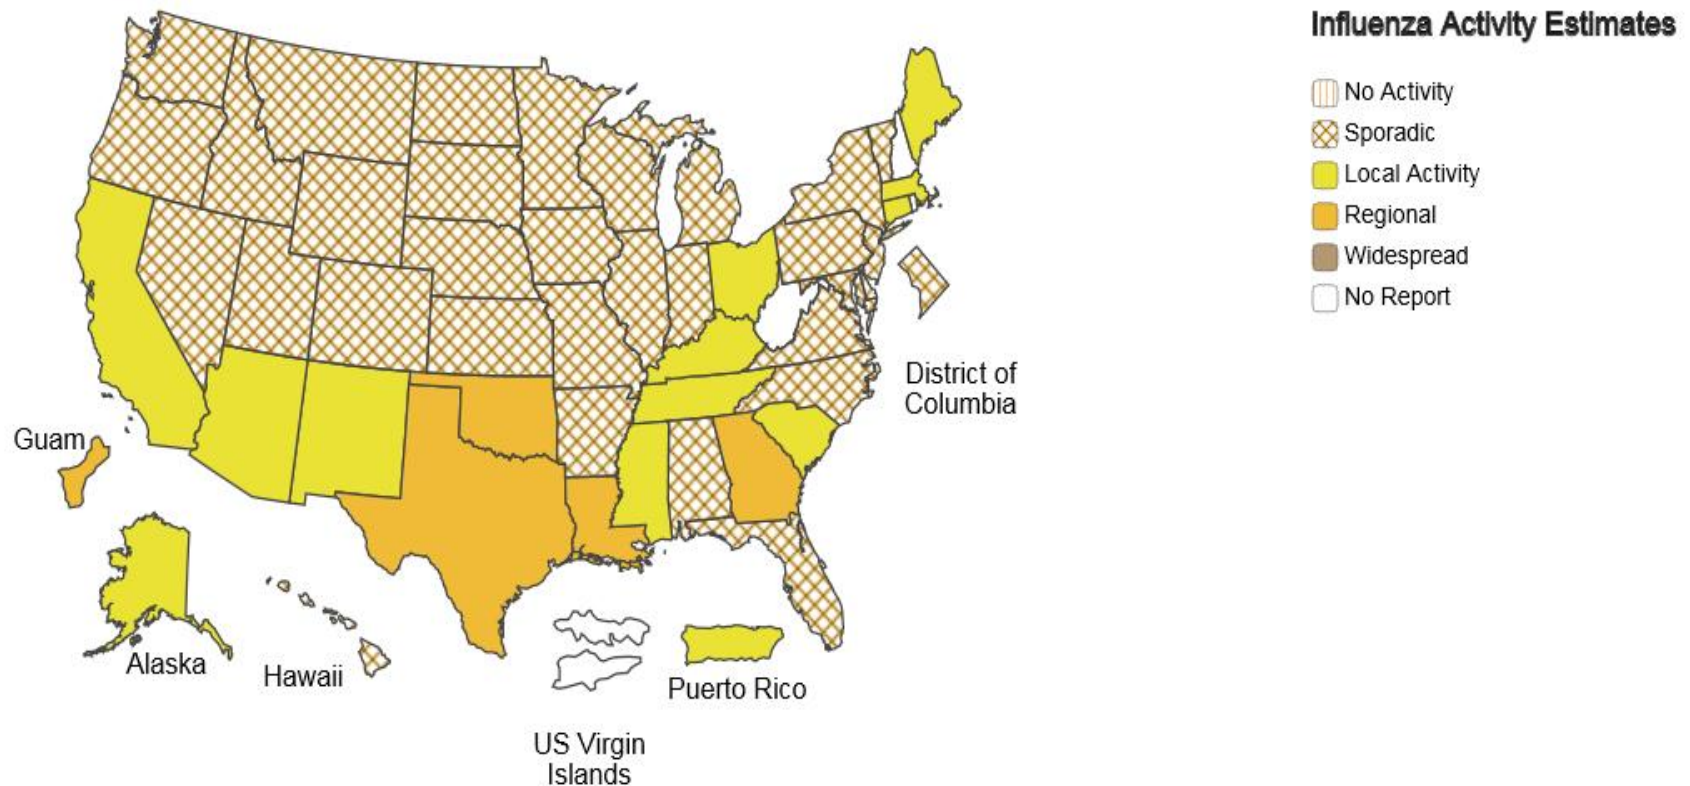 Influenza Activity Estimates
No Activity
Sporadic
Local Activity
Regional
Widespread
No Report
District of
Columbia
Guam
Alaska
Hawaii
Puerto Rico
US Virgin
Islands